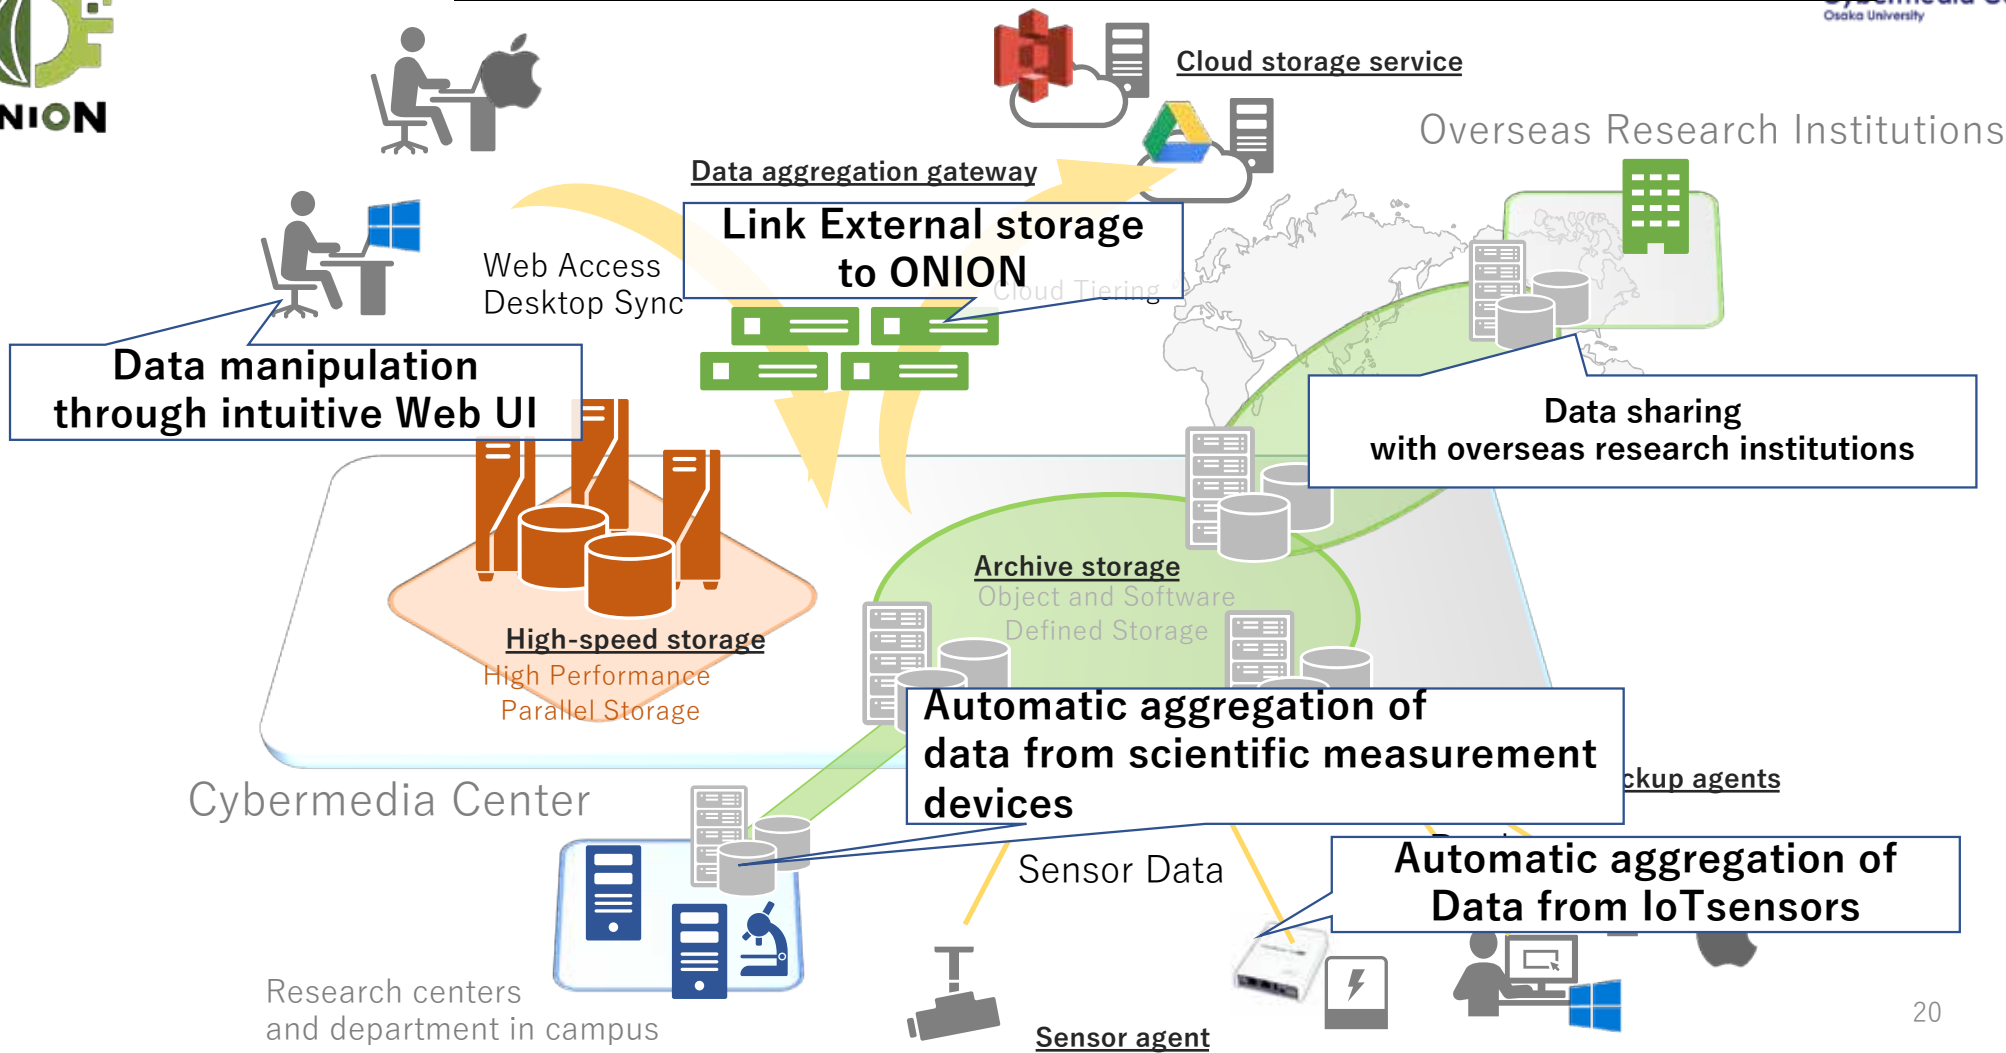 Osaka University
NION
Cloud storage service
Overseas Research Institutions
Data aggregation gateway
Link External storage
to ONION
Cloud Tiering
Web Access
Desktop Sync
Data manipulation
through intuitive Web UI
Data sharing
with overseas research institutions
Archive storage
Object and Software
Defined Storage
High-speed storage
High Performance
Parallel Storage
Automatic aggregation of
data from scientific measurement
devices
ckup agents
Cybermedia Center
Sensor Data
Automatic aggregation of
Data from IoTsensors
Research centers
and department in campus
Sensor agent
20